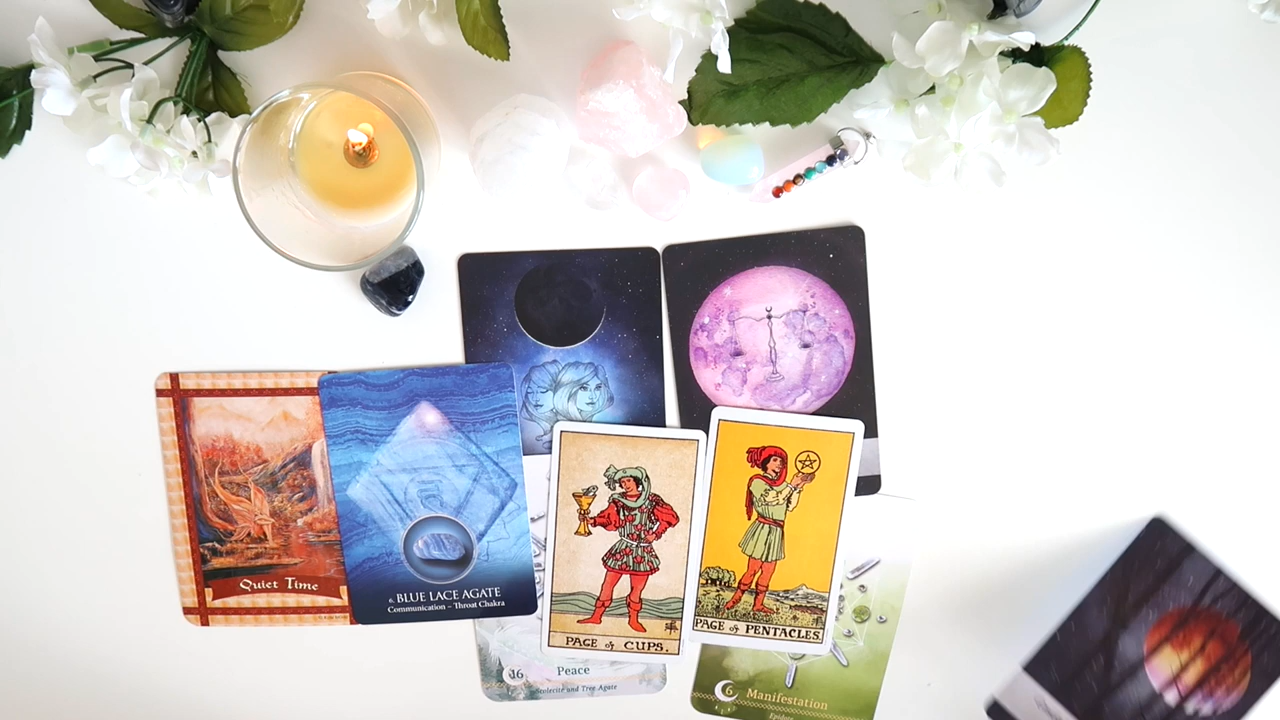 Quiet Time
6. BLUE LACE AGATE
Communication – Throat Chakra
PAGE of CUPS.
PAGE of PENTACLES.
16 Peace
Scolecite and Tree Agate
6 Manifestation
Epidote